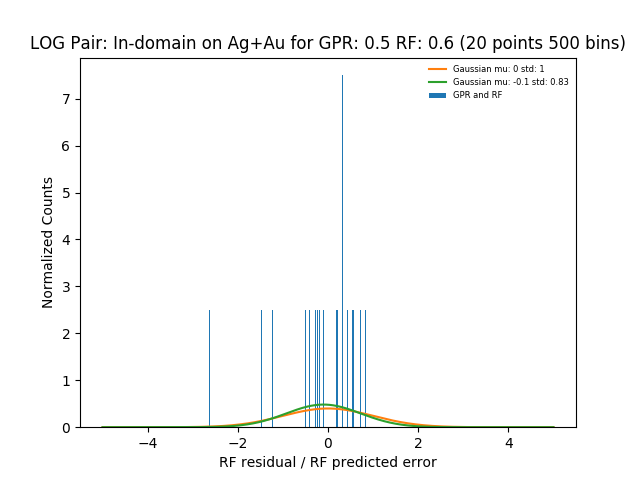 LOG Pair: In-domain on Ag+Au for GPR: 0.5 RF: 0.6 (20 points 500 bins)
Gaussian mu: 0 std: 1
Gaussian mu: -0.1 std: 0.83
GPR and RF
Normalized Counts
7
6
5
4
3
2
1
0
−4
−2
0
2
4
RF residual / RF predicted error